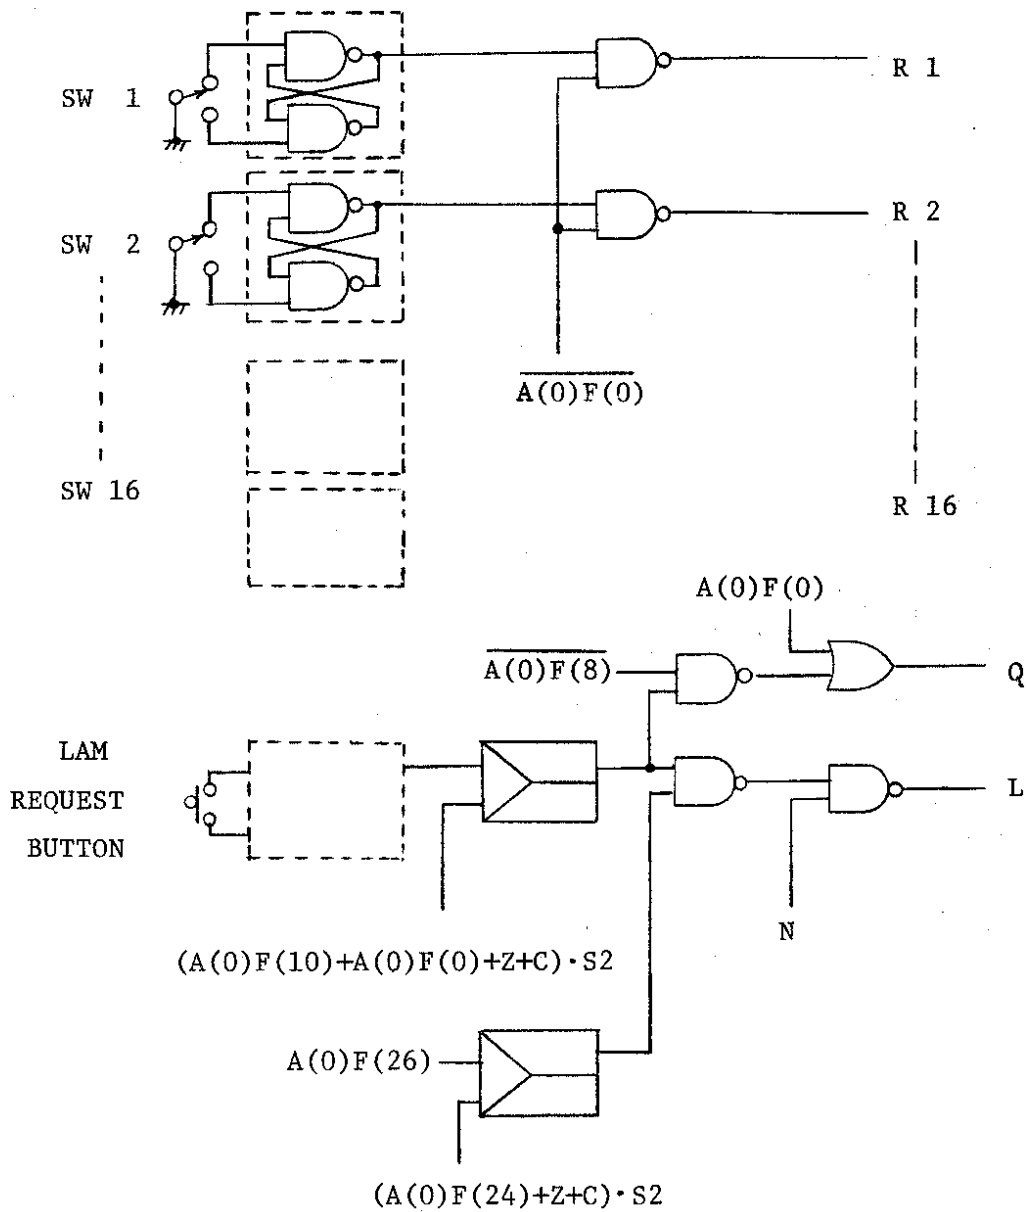 SW 1
R 1
SW 2
R 2
A(0)F(0)
SW 16
R 16
A(0)F(0)
A(0)F(8)
Q
LAM
REQUEST
BUTTON
L
N
(A(0)F(10)+A(0)F(0)+Z+C)·S2
A(0)F(26)
(A(0)F(24)+Z+C)·S2